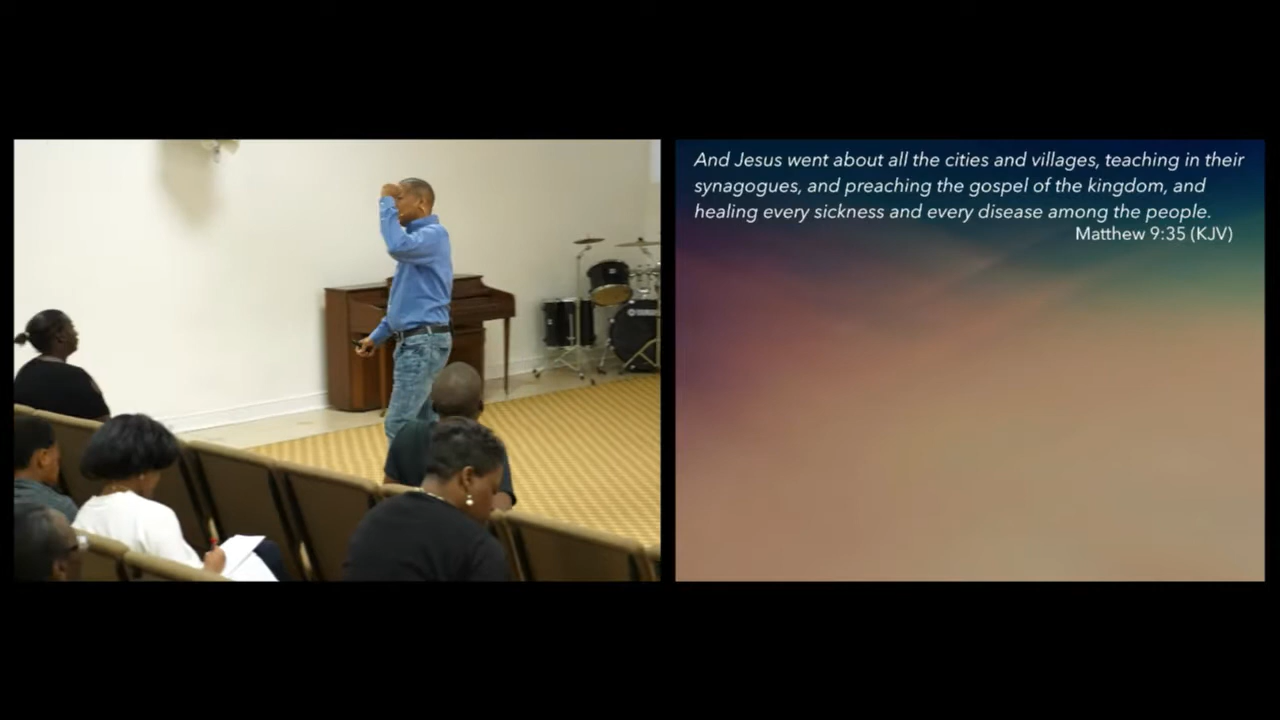 And Jesus went about all the cities and villages, teaching in their
synagogues, and preaching the gospel of the kingdom, and
healing every sickness and every disease among the people.
Matthew 9:35 (KJV)